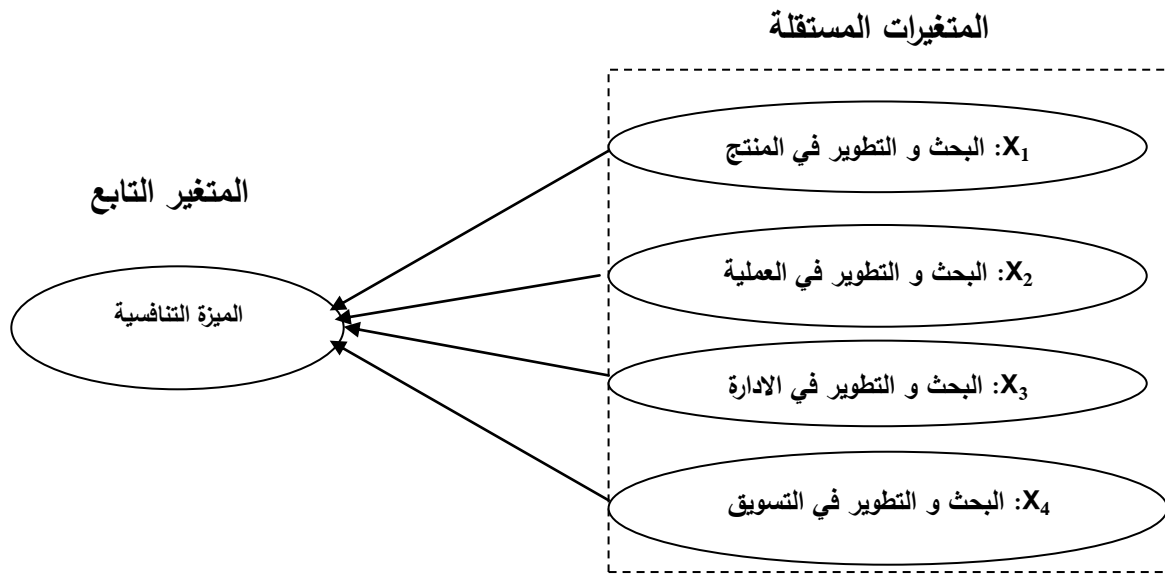 المتغيرات المستقلة
X1: البحث و التطوير في المنتج
المتغير التابع
X2: البحث و التطوير في العملية
الميزة التنافسية
X3: البحث و التطوير في الادارة
X4: البحث و التطوير في التسويق